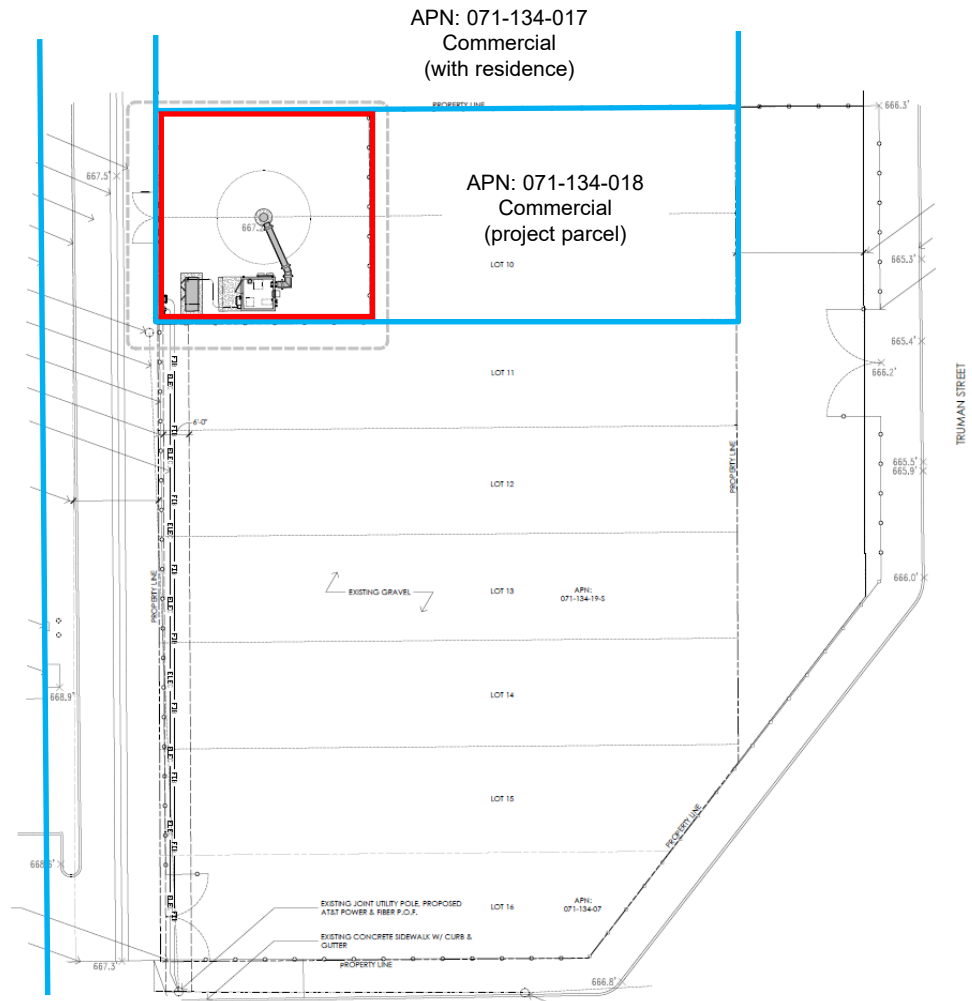 APN: 071-134-017
Commercial
(with residence)
PROPERTY LINE
666.3'
667.5'
APN: 071-134-018
Commercial
(project parcel)
LOT 10
665.3'
665.4'
666.2'
TRUMAN STREET
LOT 11
6'-0"
PROPERTY LINE
665.5'
665.9'
LOT 12
666.0'
PROPERTY LINE
EXISTING GRAVEL
LOT 13
APN:
071-134-19-S
LOT 14
668.9'
LOT 15
PROPERTY LINE
EXISTING JOINT UTILITY POLE, PROPOSED
AT&T POWER & FIBER P.O.F.
LOT 16
APN:
071-134-07
EXISTING CONCRETE SIDEWALK W/ CURB &
GUTTER
PROPERTY LINE
667.3'
666.8'